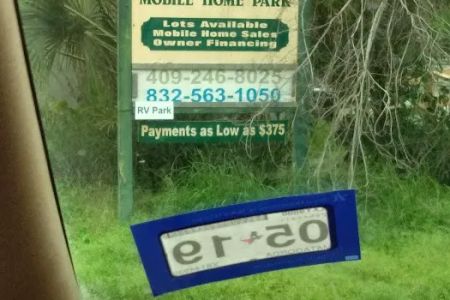 MOBILE HOME PARK
Lots Available
Mobile Home Sales
Owner Financing
409-246-8025
832-563-1050
RV Park
Payments as Low as $375
05 19